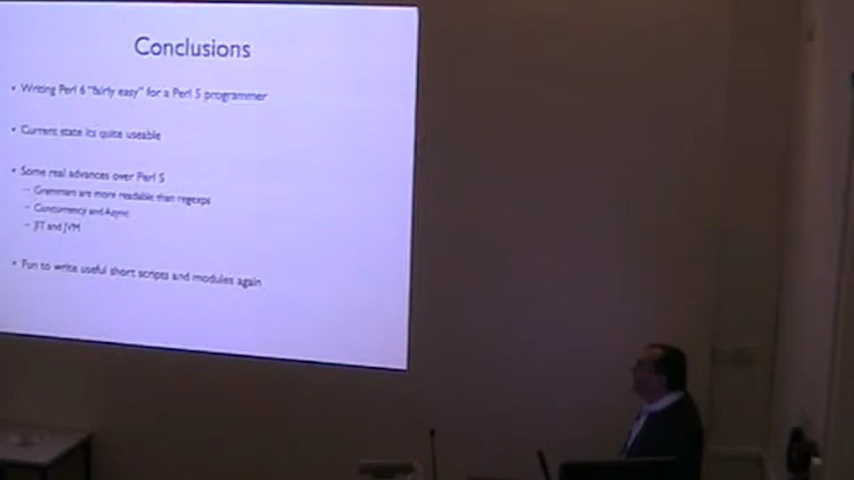 Conclusions
• Writing Perl 6 "fairly easy" for a Perl 5 programmer
• Current state its quite useable
• Some real advances over Perl 5
– Grammars are more readable than regexps
– Concurrency and Async
– JIT and JVM
• Fun to write useful short scripts and modules again